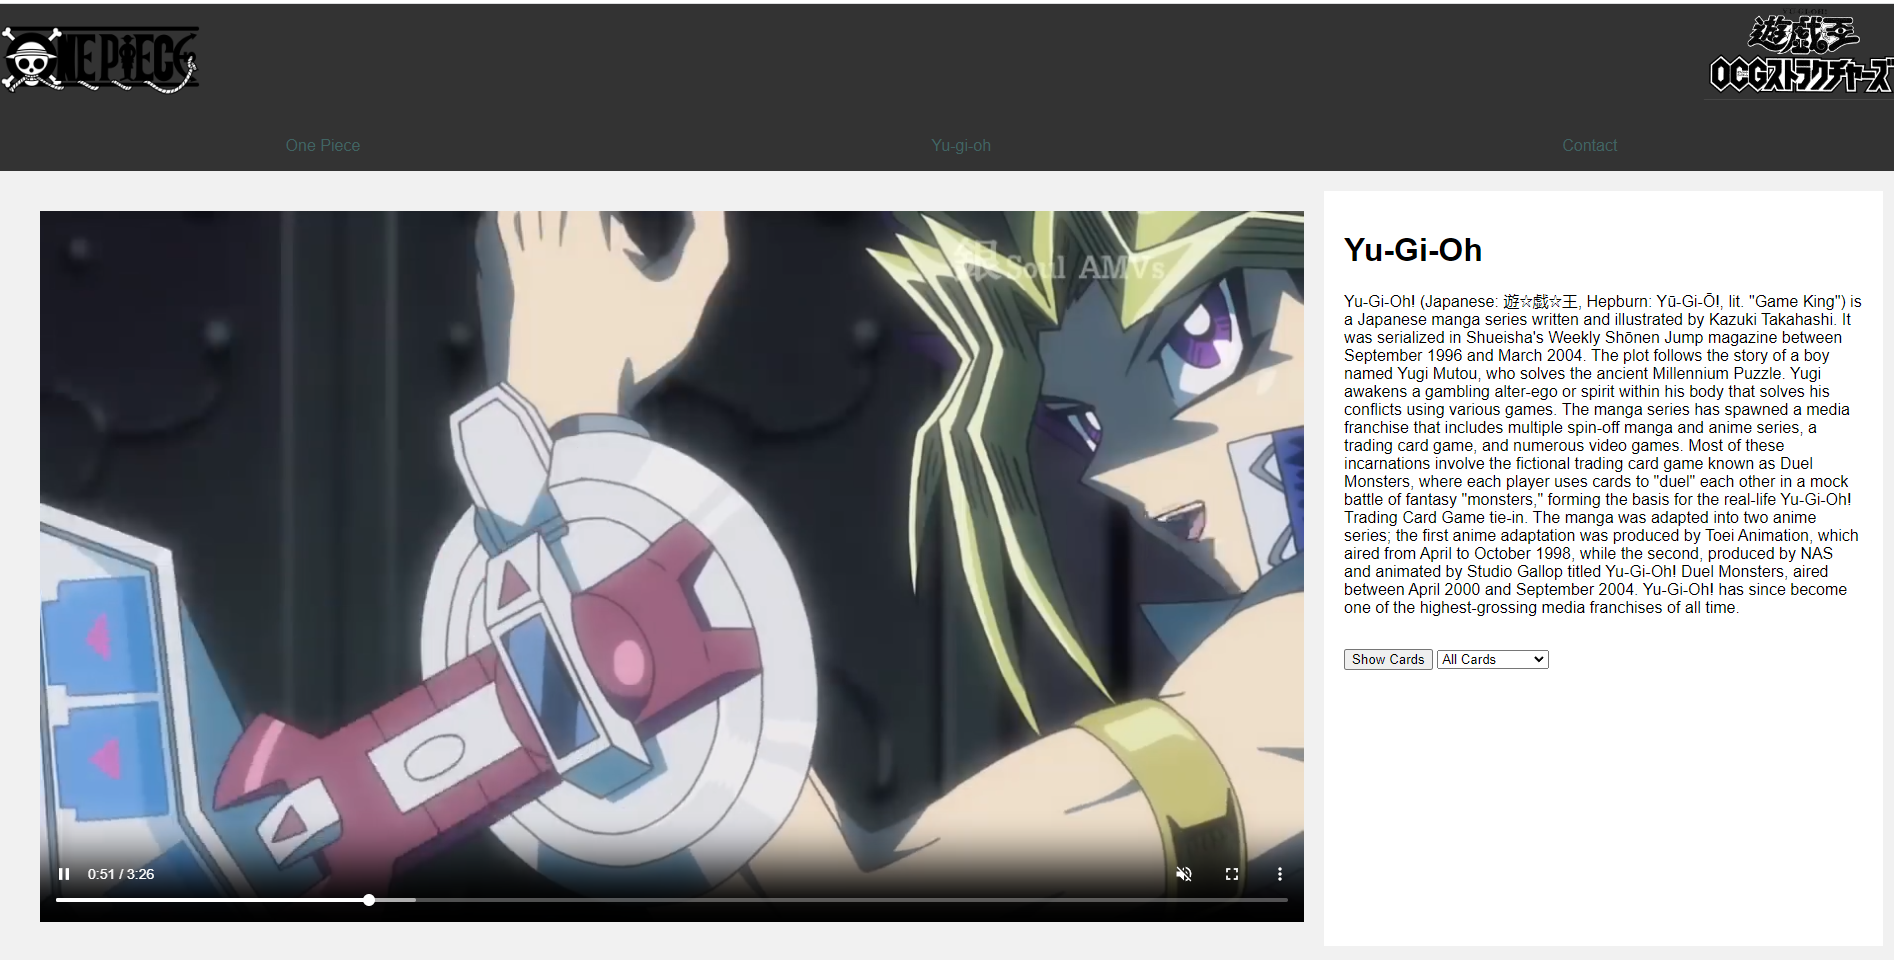 ONE PIECE
遊戯王
OCGストラクチャーズ
One Piece
Yu-gi-oh
Contact
銀Soul AMVs
0:51 / 3:26
Yu-Gi-Oh
Yu-Gi-Oh! (Japanese: 遊☆戯☆王, Hepburn: Yū-Gi-Ō!, lit. "Game King") is
a Japanese manga series written and illustrated by Kazuki Takahashi. It
was serialized in Shueisha's Weekly Shōnen Jump magazine between
September 1996 and March 2004. The plot follows the story of a boy
named Yugi Mutou, who solves the ancient Millennium Puzzle. Yugi
awakens a gambling alter-ego or spirit within his body that solves his
conflicts using various games. The manga series has spawned a media
franchise that includes multiple spin-off manga and anime series, a
trading card game, and numerous video games. Most of these
incarnations involve the fictional trading card game known as Duel
Monsters, where each player uses cards to "duel" each other in a mock
battle of fantasy "monsters," forming the basis for the real-life Yu-Gi-Oh!
Trading Card Game tie-in. The manga was adapted into two anime
series; the first anime adaptation was produced by Toei Animation, which
aired from April to October 1998, while the second, produced by NAS
and animated by Studio Gallop titled Yu-Gi-Oh! Duel Monsters, aired
between April 2000 and September 2004. Yu-Gi-Oh! has since become
one of the highest-grossing media franchises of all time.
Show Cards
All Cards